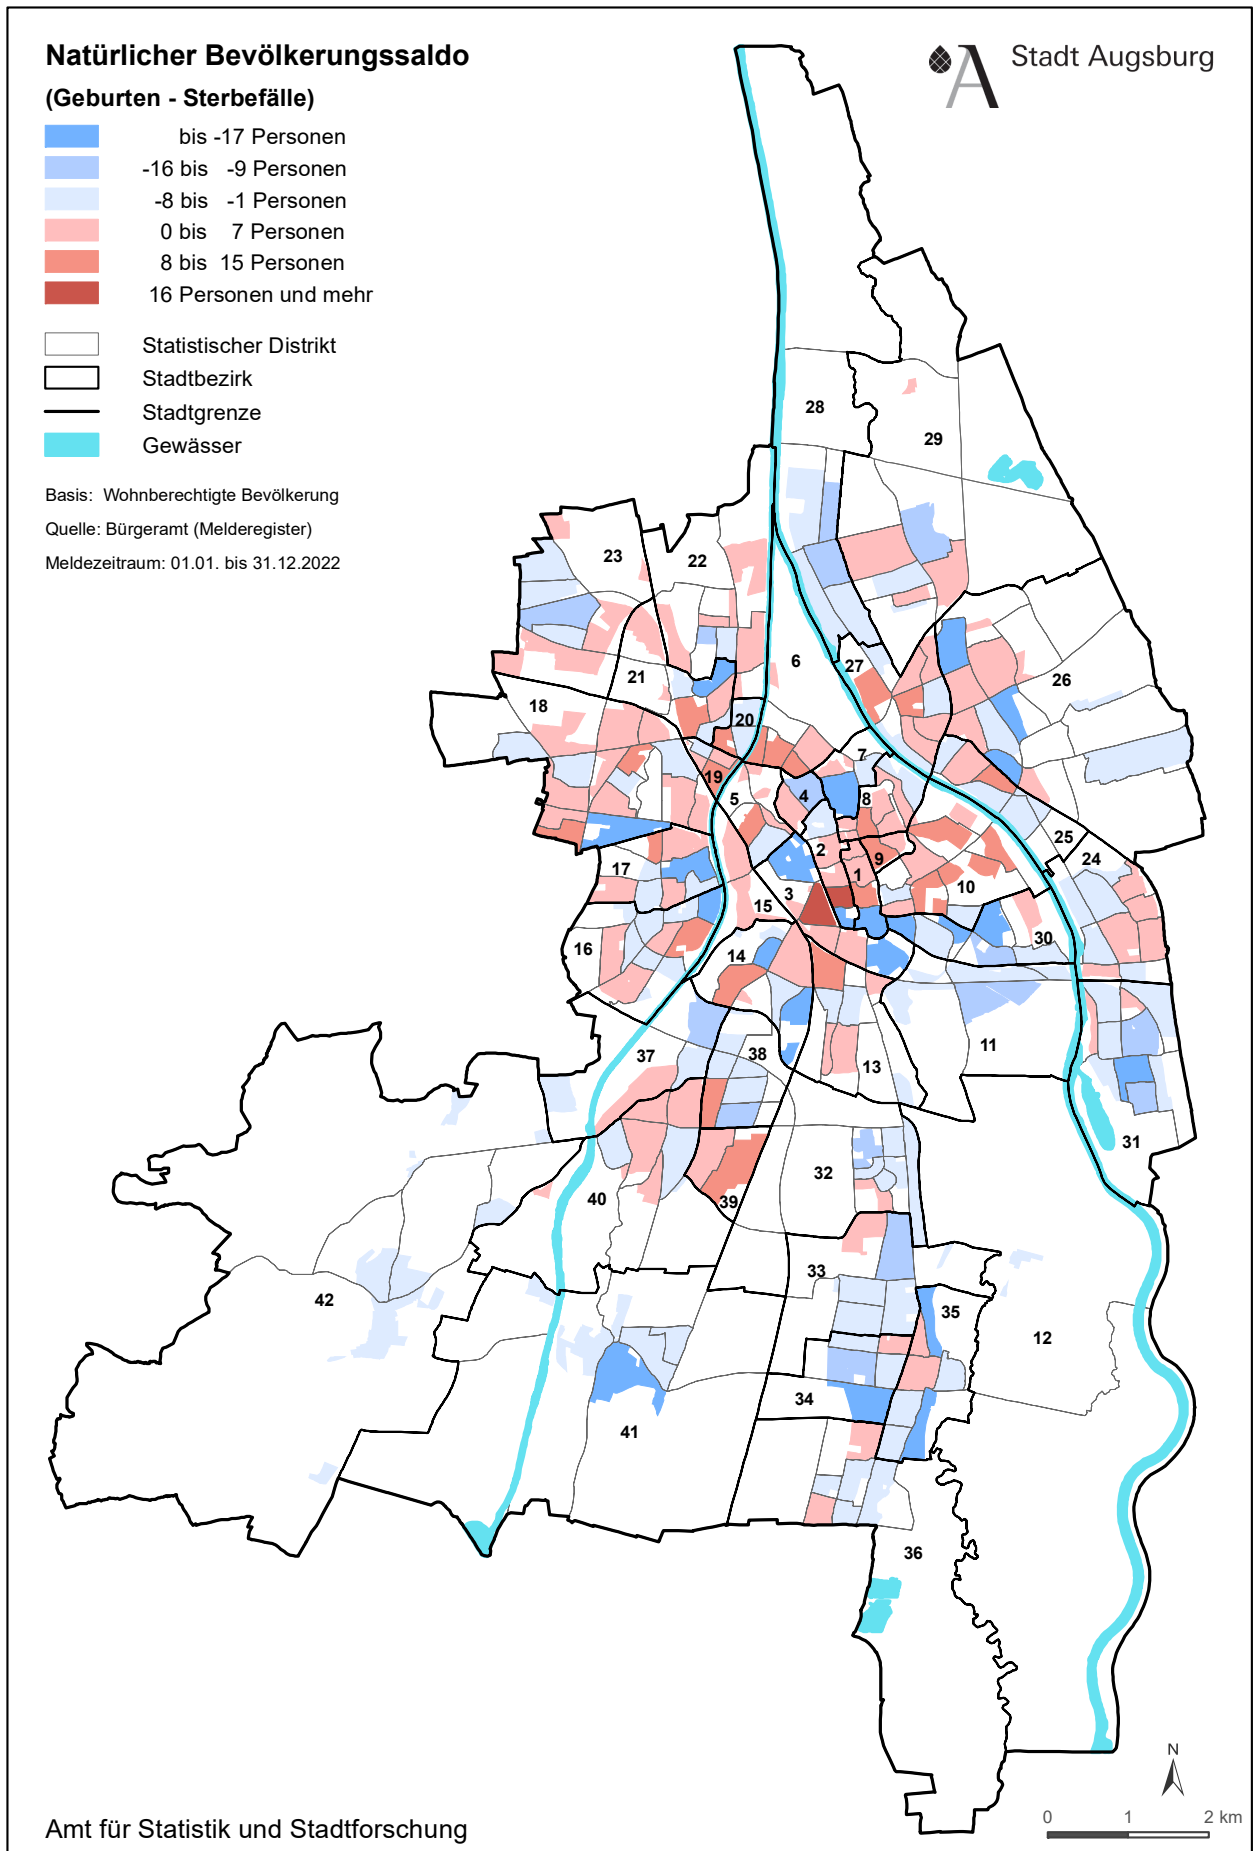 Natürlicher Bevölkerungssaldo
(Geburten - Sterbefälle)
bis -17 Personen
-16 bis -9 Personen
-8 bis -1 Personen
0 bis 7 Personen
8 bis 15 Personen
16 Personen und mehr
Statistischer Distrikt
Stadtbezirk
Stadtgrenze
Gewässer
Basis: Wohnberechtigte Bevölkerung
Quelle: Bürgeramt (Melderegister)
Meldezeitraum: 01.01. bis 31.12.2022
A Stadt Augsburg
28
29
23
22
6
27
21
26
18
20
7
19
5
4
8
25
2
9
24
17
1
10
3
15
30
16
14
11
37
38
13
31
32
40
39
33
42
35
12
34
41
36
N
0 1 2 km
Amt für Statistik und Stadtforschung